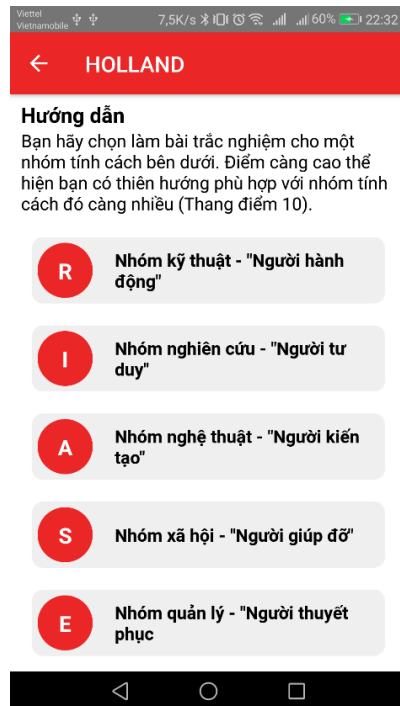 Viettel
Vietnamobile
7,5K/s
60%
22:32
HOLLAND
Hướng dẫn
Bạn hãy chọn làm bài trắc nghiệm cho một
nhóm tính cách bên dưới. Điểm càng cao thể
hiện bạn có thiên hướng phù hợp với nhóm tính
cách đó càng nhiều (Thang điểm 10).
R
Nhóm kỹ thuật - "Người hành
động"
I
Nhóm nghiên cứu - "Người tư
duy"
A
Nhóm nghệ thuật - "Người kiến
tạo"
S
Nhóm xã hội - "Người giúp đỡ"
E
Nhóm quản lý - "Người thuyết
phục